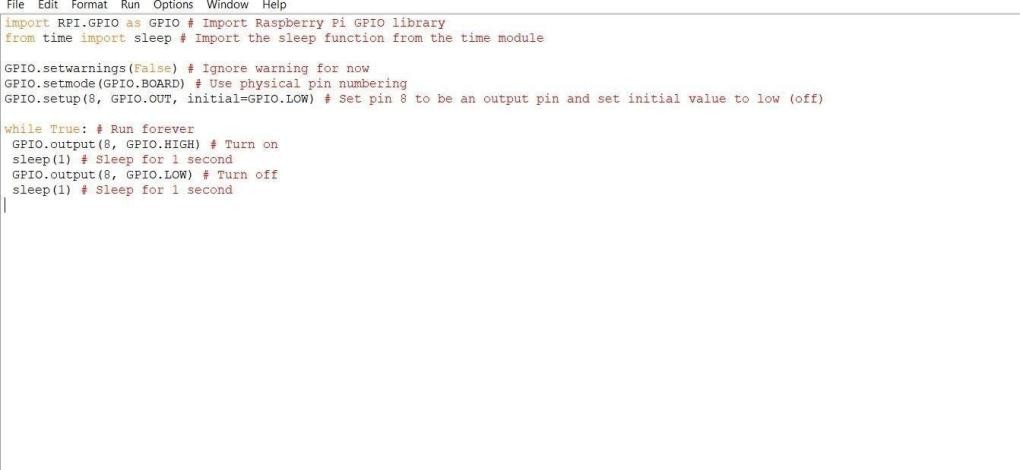 File Edit Format Run Options Window Help
import RPI.GPIO as GPIO # Import Raspberry Pi GPIO library
from time import sleep # Import the sleep function from the time module
GPIO.setwarnings(False) # Ignore warning for now
GPIO.setmode(GPIO.BOARD) # Use physical pin numbering
GPIO.setup(8, GPIO.OUT, initial=GPIO.LOW) # Set pin 8 to be an output pin and set initial value to low (off)
while True: # Run forever
GPIO.output(8, GPIO.HIGH) # Turn on
sleep(1) # Sleep for 1 second
GPIO.output(8, GPIO.LOW) # Turn off
sleep(1) # Sleep for 1 second